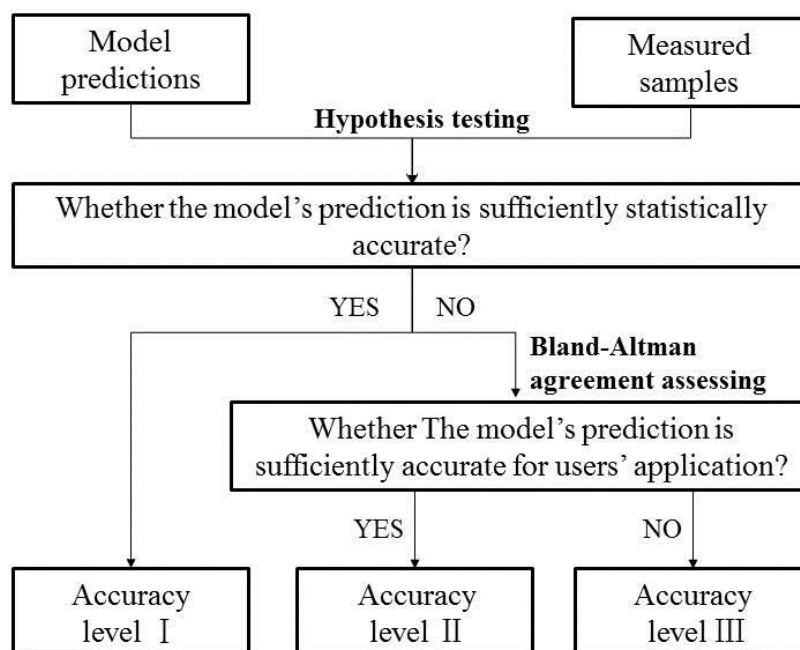 Model
predictions
Measured
samples
Hypothesis testing
Whether the model's prediction is sufficiently statistically
accurate?
YES
NO
Bland-Altman
agreement assessing
Whether The model's prediction is
sufficiently accurate for users' application?
YES
NO
Accuracy
level Ⅰ
Accuracy
level Ⅱ
Accuracy
level Ⅲ